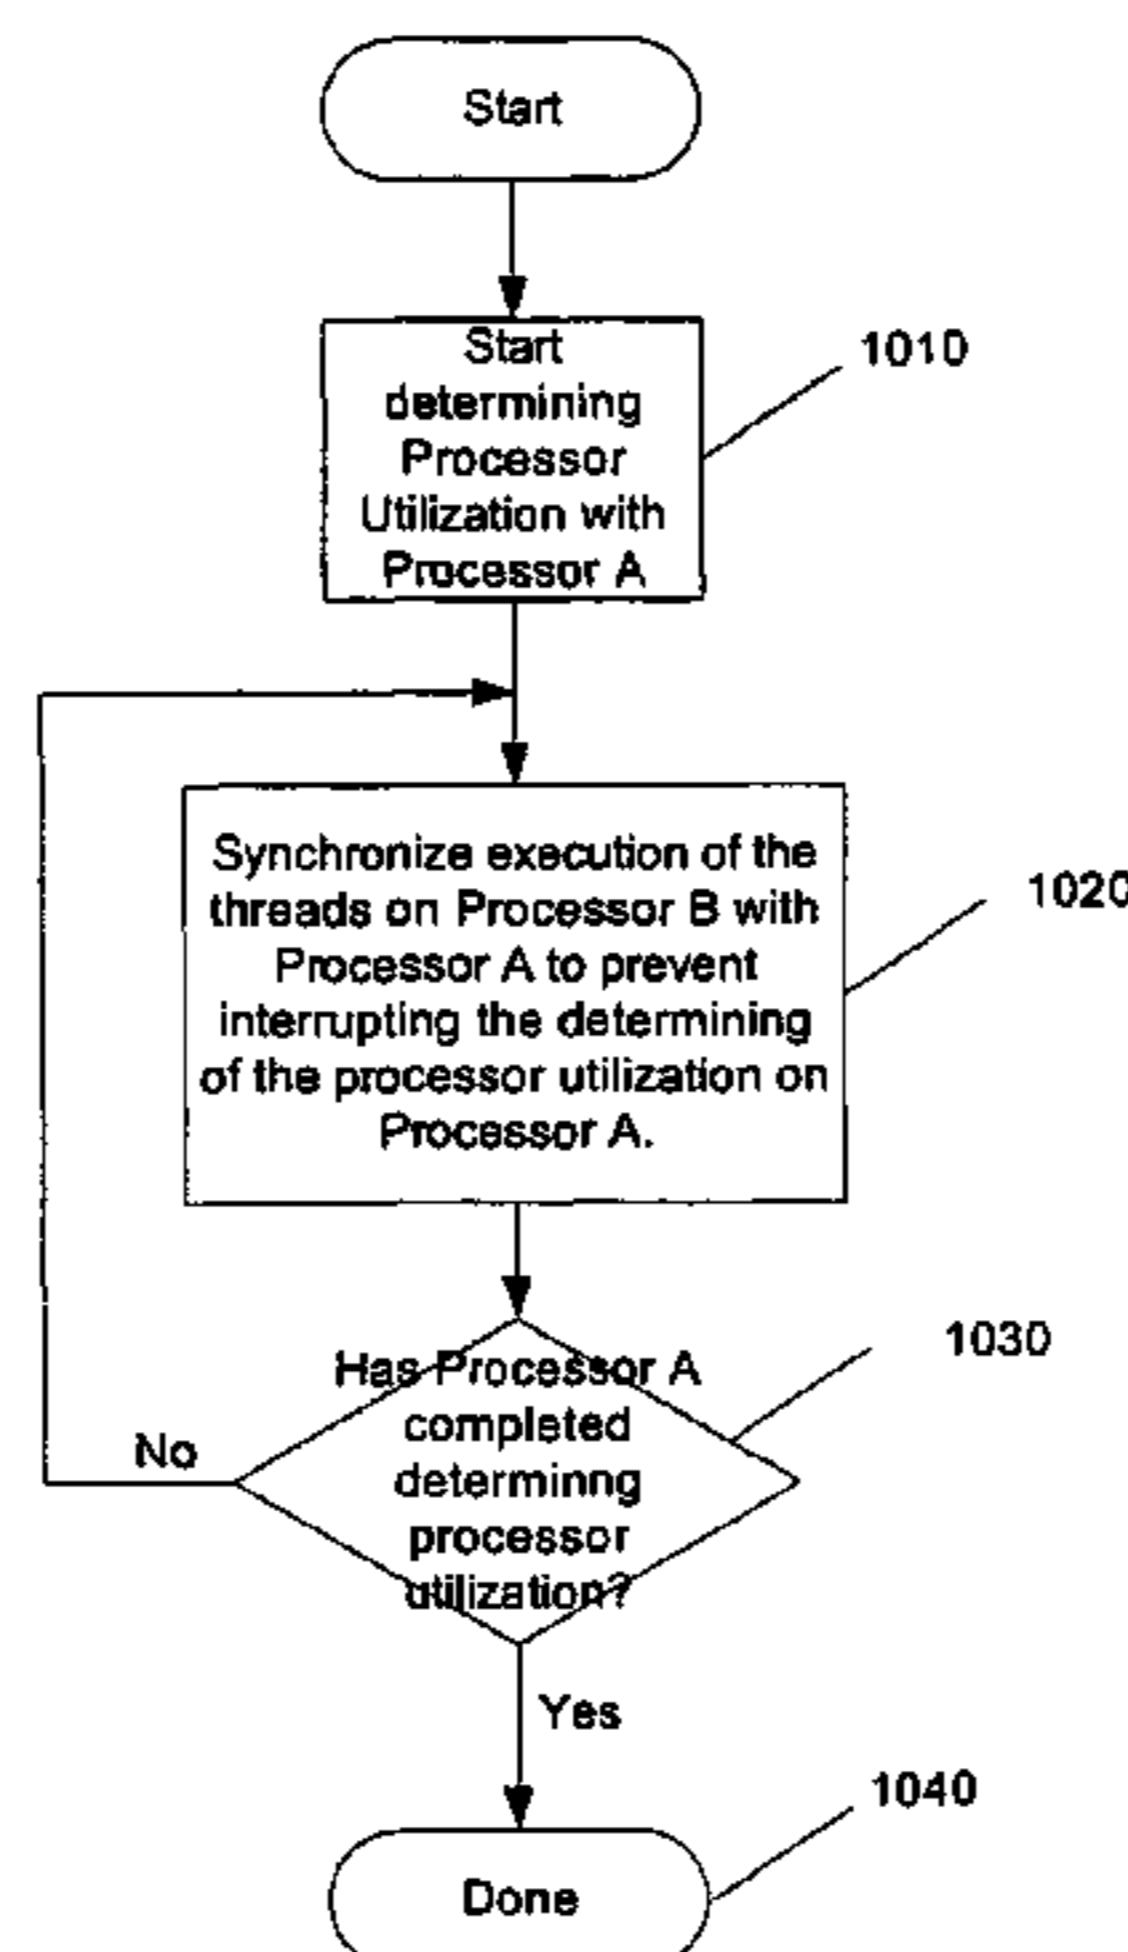 Start
Start
determining
Processor
Utilization with
Processor A
1010
Synchronize execution of the
threads on Processor B with
Processor A to prevent
interrupting the determining
of the processor utilization on
Processor A.
1020
Has Processor A
completed
determinng
processor
utilization?
1030
No
Yes
Done
1040